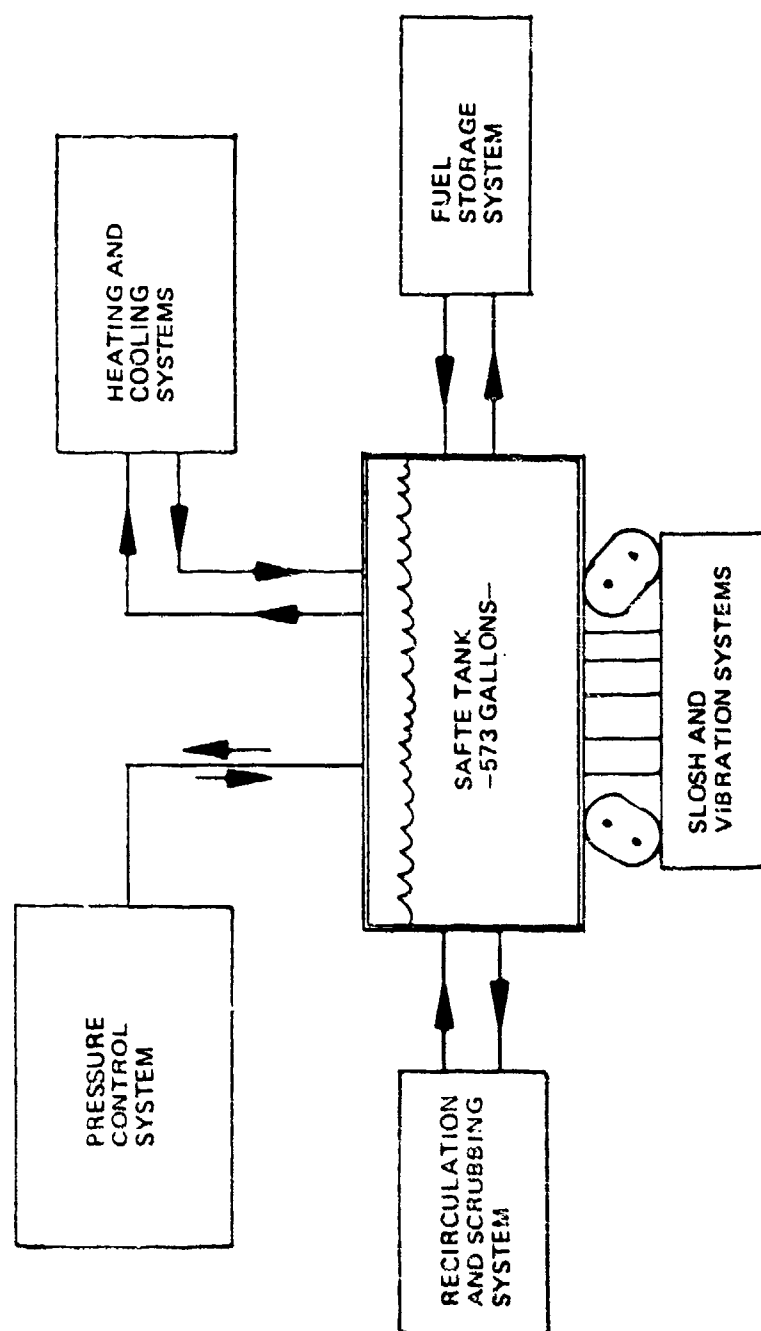 PRESSURE
CONTROL
SYSTEM
HEATING AND
COOLING
SYSTEMS
RECIRCULATION
AND SCRUBBING
SYSTEM
SAFTE TANK
–573 GALLONS–
FUEL
STORAGE
SYSTEM
SLOSH AND
VIBRATION SYSTEMS